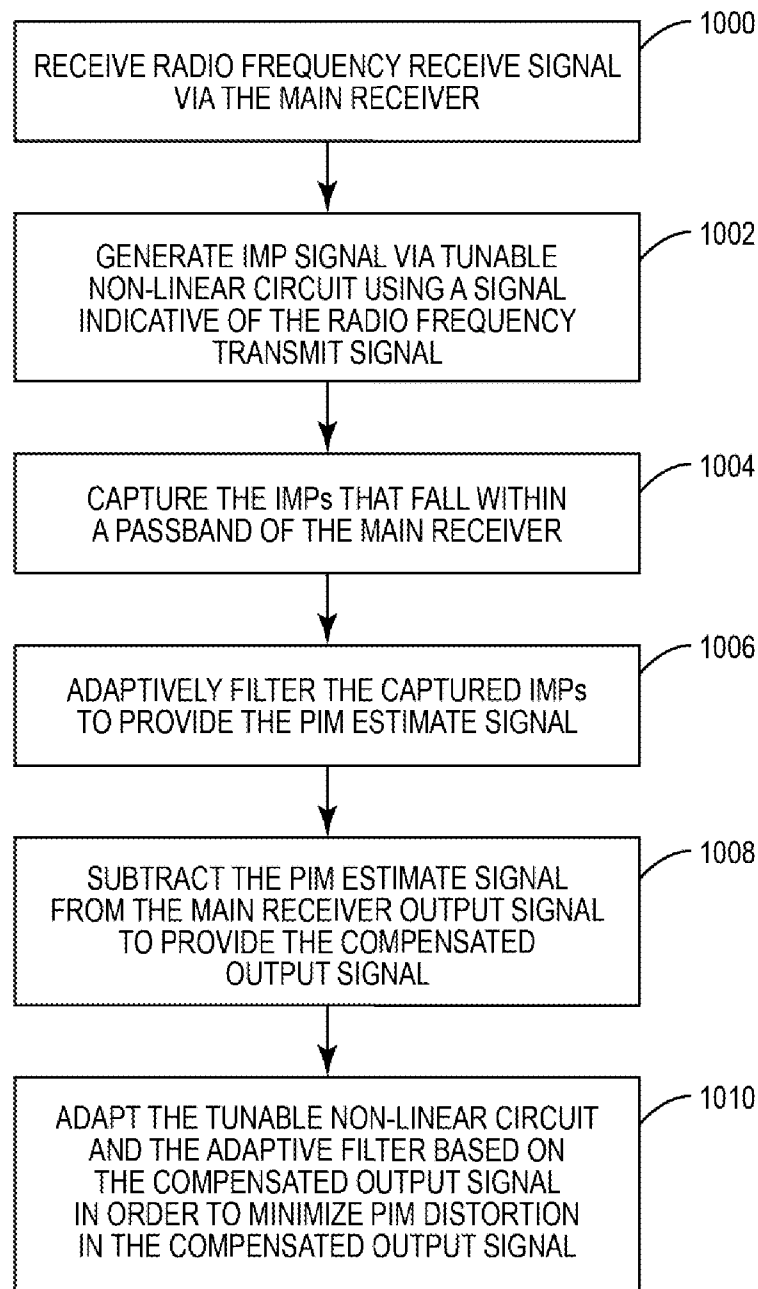 1000
RECEIVE RADIO FREQUENCY RECEIVE SIGNAL
VIA THE MAIN RECEIVER
1002
GENERATE IMP SIGNAL VIA TUNABLE
NON-LINEAR CIRCUIT USING A SIGNAL
INDICATIVE OF THE RADIO FREQUENCY
TRANSMIT SIGNAL
1004
CAPTURE THE IMPs THAT FALL WITHIN
A PASSBAND OF THE MAIN RECEIVER
1006
ADAPTIVELY FILTER THE CAPTURED IMPs
TO PROVIDE THE PIM ESTIMATE SIGNAL
1008
SUBTRACT THE PIM ESTIMATE SIGNAL
FROM THE MAIN RECEIVER OUTPUT SIGNAL
TO PROVIDE THE COMPENSATED
OUTPUT SIGNAL
1010
ADAPT THE TUNABLE NON-LINEAR CIRCUIT
AND THE ADAPTIVE FILTER BASED ON
THE COMPENSATED OUTPUT SIGNAL
IN ORDER TO MINIMIZE PIM DISTORTION
IN THE COMPENSATED OUTPUT SIGNAL